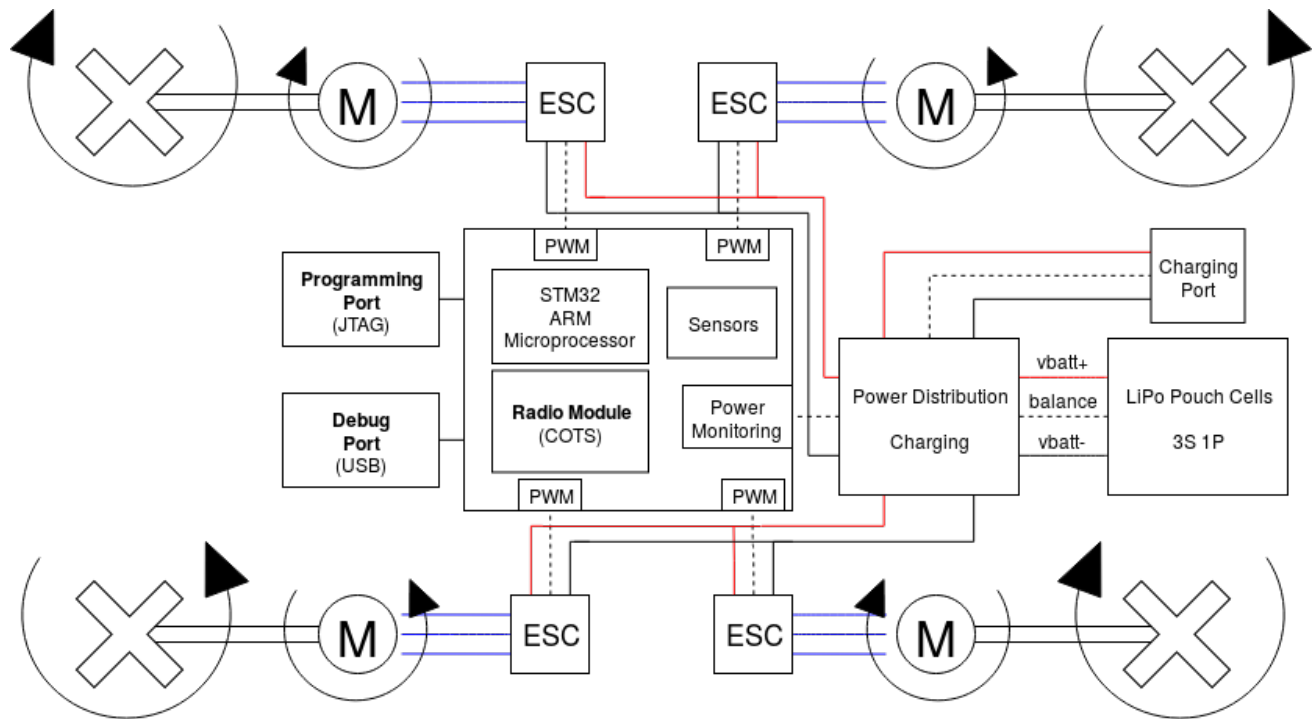 M
ESC
ESC
M
PWM
PWM
Programming
Port
(JTAG)
STM32
ARM
Microprocessor
Sensors
Charging
Port
Debug
Port
(USB)
Radio Module
(COTS)
Power
Monitoring
Power Distribution
Charging
vbatt+
balance
vbatt-
LiPo Pouch Cells
3S 1P
PWM
PWM
M
ESC
ESC
M